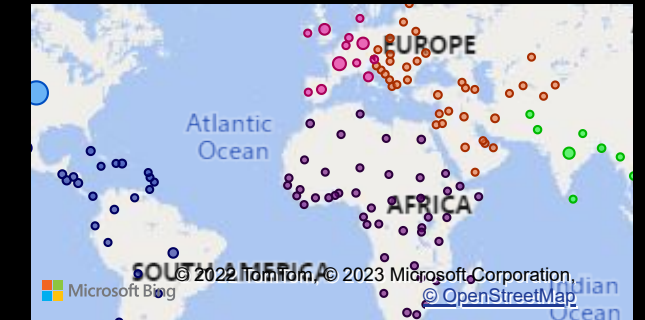 EUROPE
Atlantic
Ocean
AFRICA
SOUTH AMERICA
© 2022 TomTom, © 2023 Microsoft Corporation,
Microsoft Bing
© OpenStreetMap
Indian
Ocean